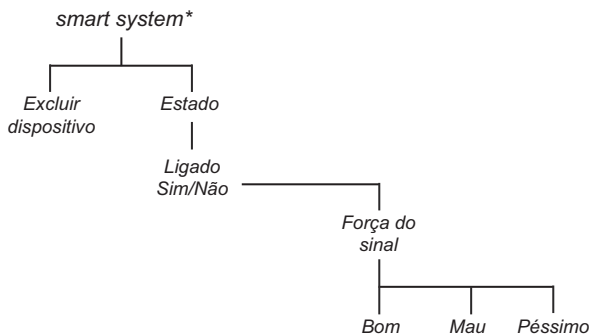 smart system*
Excluir
dispositivo
Estado
Ligado
Sim/Não
Força do
sinal
Bom
Mau
Péssimo